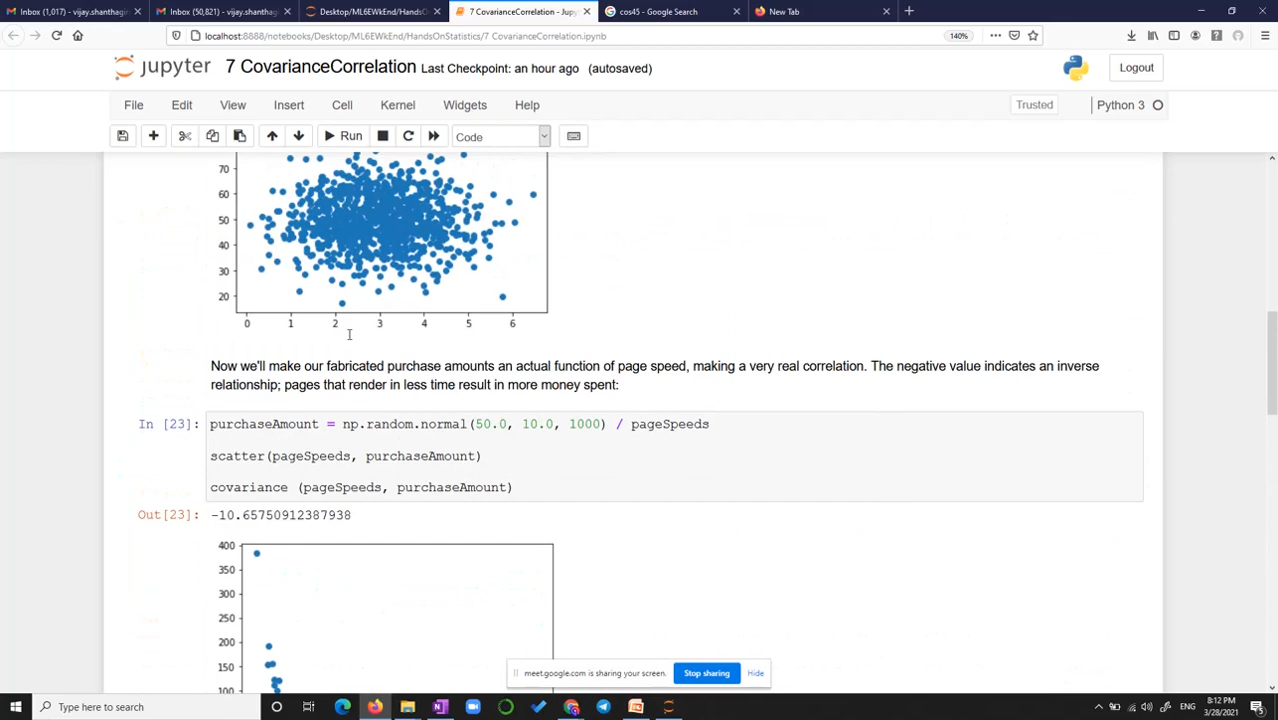 Inbox (1,017) - vijay.shanthagiri
Inbox (50,821) - vijay.shanthag
Desktop/ML6EWkEnd/HandsOnS
7 CovarianceCorrelation - Jupyt
cos45 - Google Search
New Tab
localhost:8888/notebooks/Desktop/ML6EWkEnd/HandsOnStatistics/7 CovarianceCorrelation.ipynb
140%
jupyter 7 CovarianceCorrelation Last Checkpoint: an hour ago (autosaved)
Logout
File Edit View Insert Cell Kernel Widgets Help
Trusted
Python 3
Run
Code
70
60
50
40
30
20
0 1 2 3 4 5 6
Now we'll make our fabricated purchase amounts an actual function of page speed, making a very real correlation. The negative value indicates an inverse
relationship; pages that render in less time result in more money spent:
In [23]: purchaseAmount = np.random.normal(50.0, 10.0, 1000) / pageSpeeds
scatter(pageSpeeds, purchaseAmount)
covariance (pageSpeeds, purchaseAmount)
Out[23]: -10.65750912387938
400
350
300
250
200
150
100
meet.google.com is sharing your screen. Stop sharing Hide
Type here to search
ENG
8:12 PM
3/28/2021